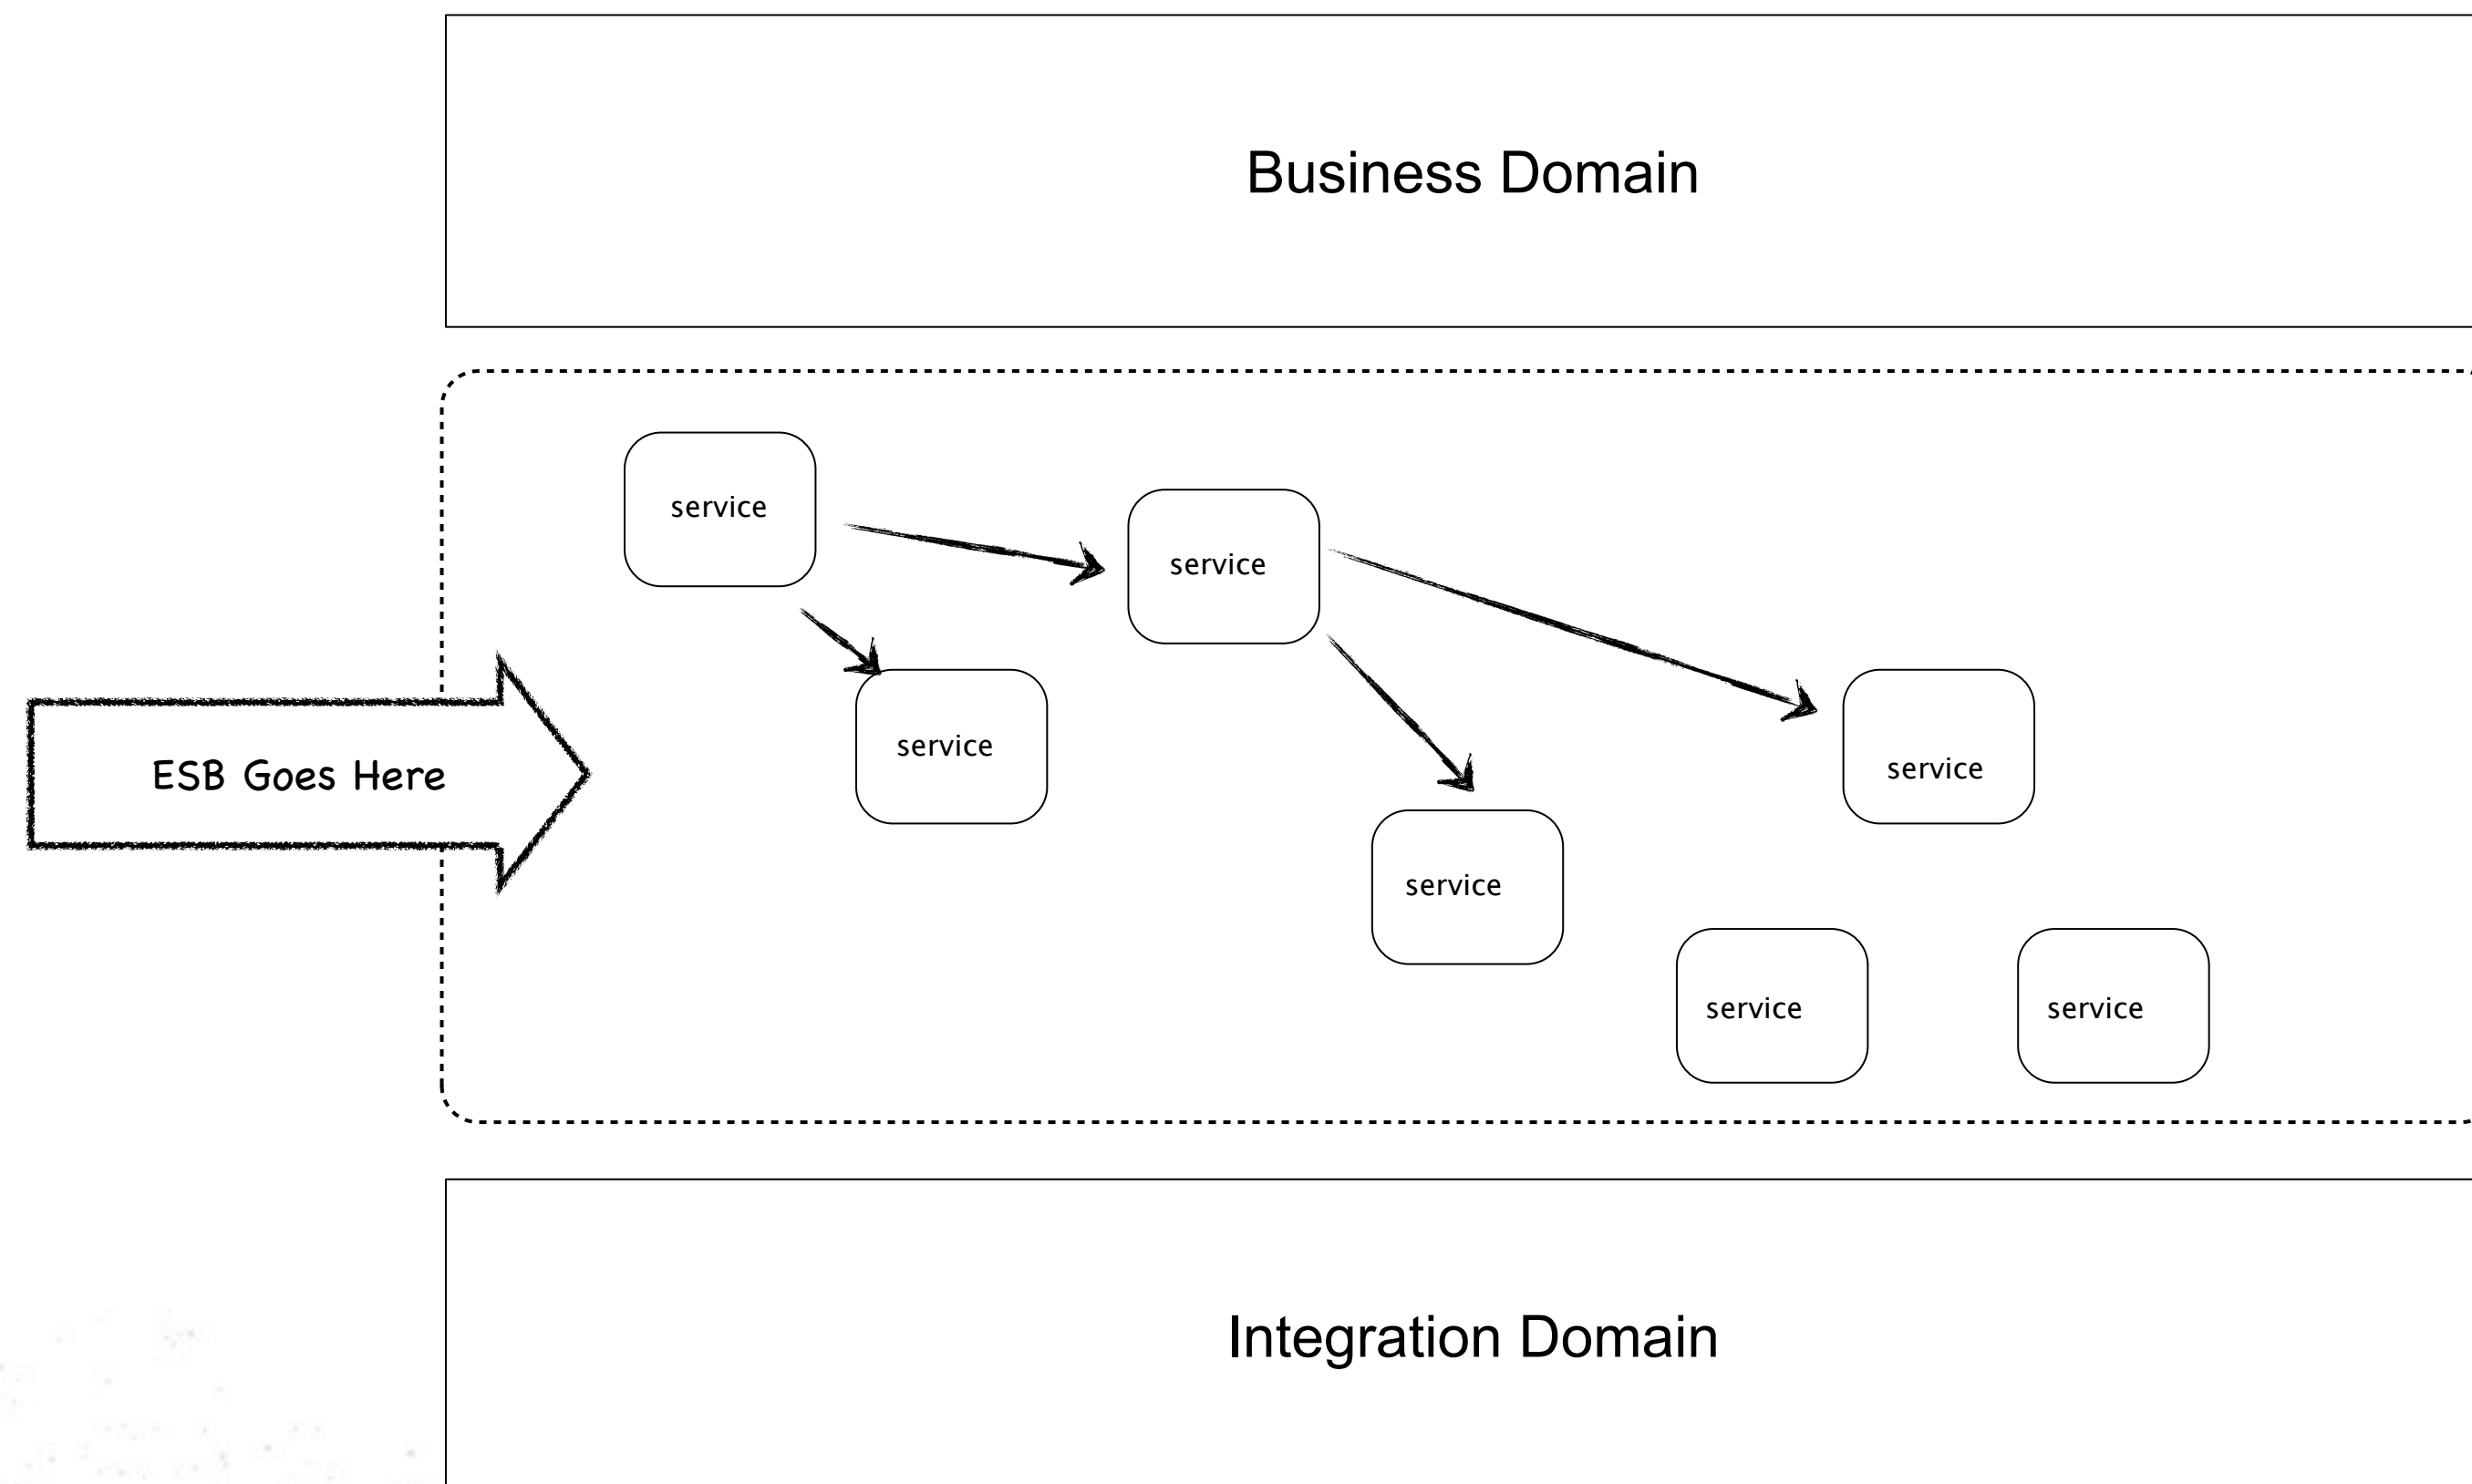 Business Domain
service
service
service
service
ESB Goes Here
service
service
service
Integration Domain